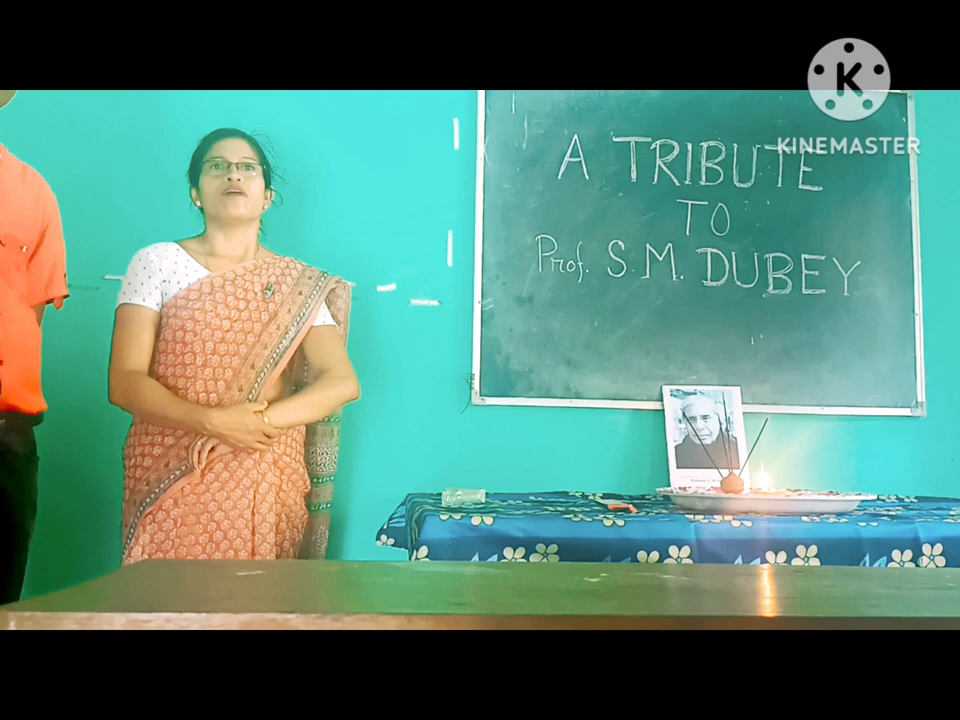 A TRIBUTE
TO
Prof. S.M. DUBEY
K
KINEMASTER